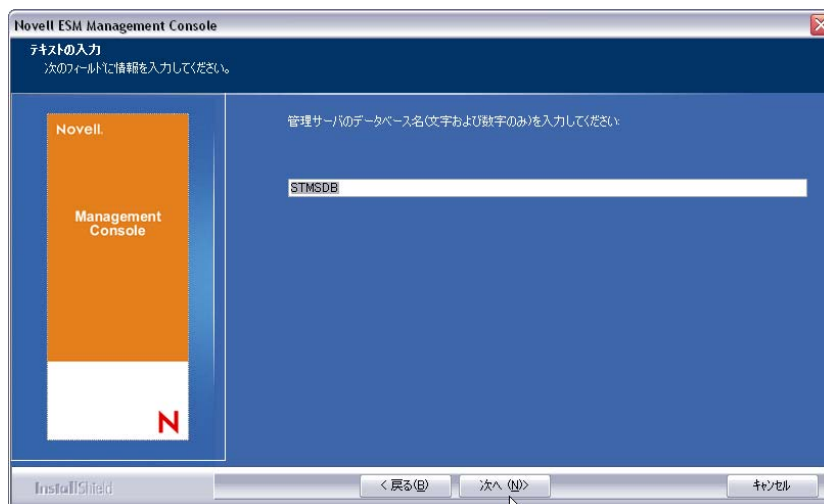 Novell ESM Management Console
テキストの入力
次のフィールドに情報を入力してください。
Novell.
管理サーバのデータベース名(文字および数字のみ)を入力してください:
STMSDB
Management
Console
N
InstallShield
< 戻る(B)
次へ (N)>
キャンセル